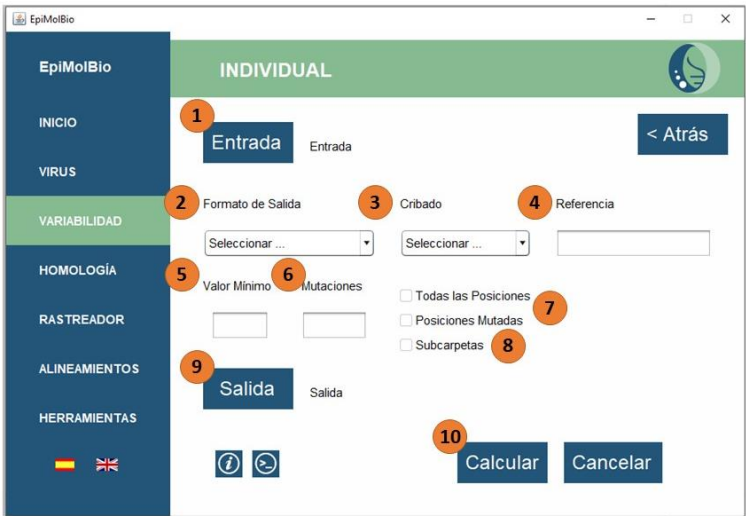 EpiMolBio
EpiMolBio
INDIVIDUAL
INICIO
VIRUS
VARIABILIDAD
HOMOLOGÍA
RASTREADOR
ALINEAMIENTOS
HERRAMIENTAS
1
Entrada
Entrada
< Atrás
2
Formato de Salida
3
Cribado
4
Referencia
Seleccionar ...
Seleccionar ...
5
Valor Mínimo
6
Mutaciones
Todas las Posiciones
7
Posiciones Mutadas
Subcarpetas
8
9
Salida
Salida
10
Calcular
Cancelar